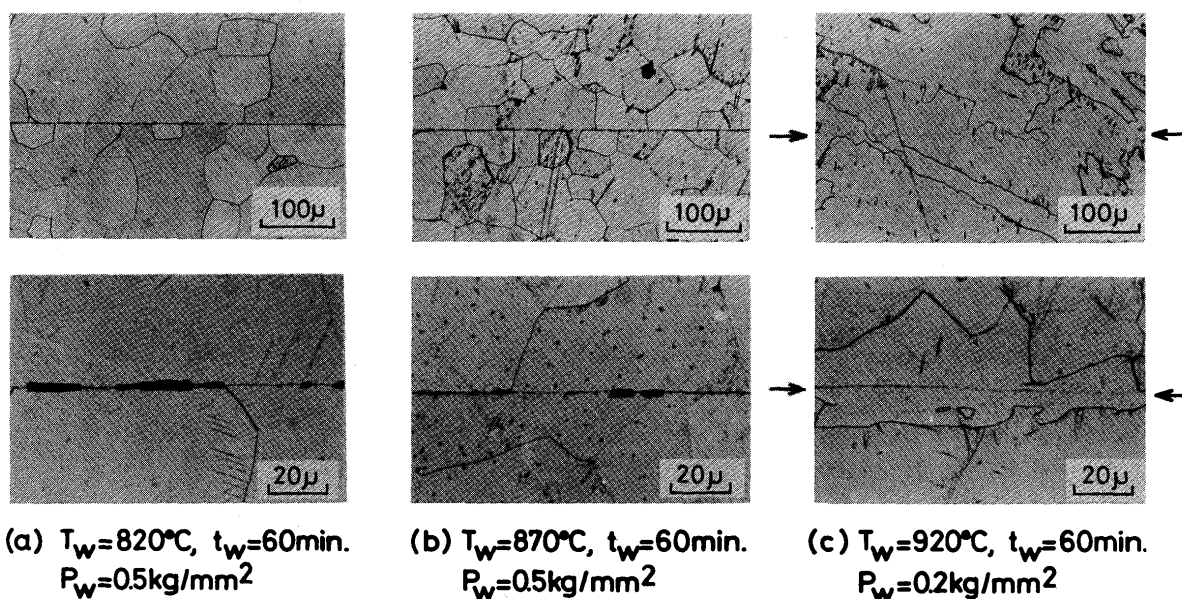 100μ
100μ
100μ
20μ
20μ
20μ
(a) Tw=820°C, tw=60min.
Pw=0.5kg/mm²
(b) Tw=870°C, tw=60min.
Pw=0.5kg/mm²
(c) Tw=920°C, tw=60min.
Pw=0.2kg/mm²